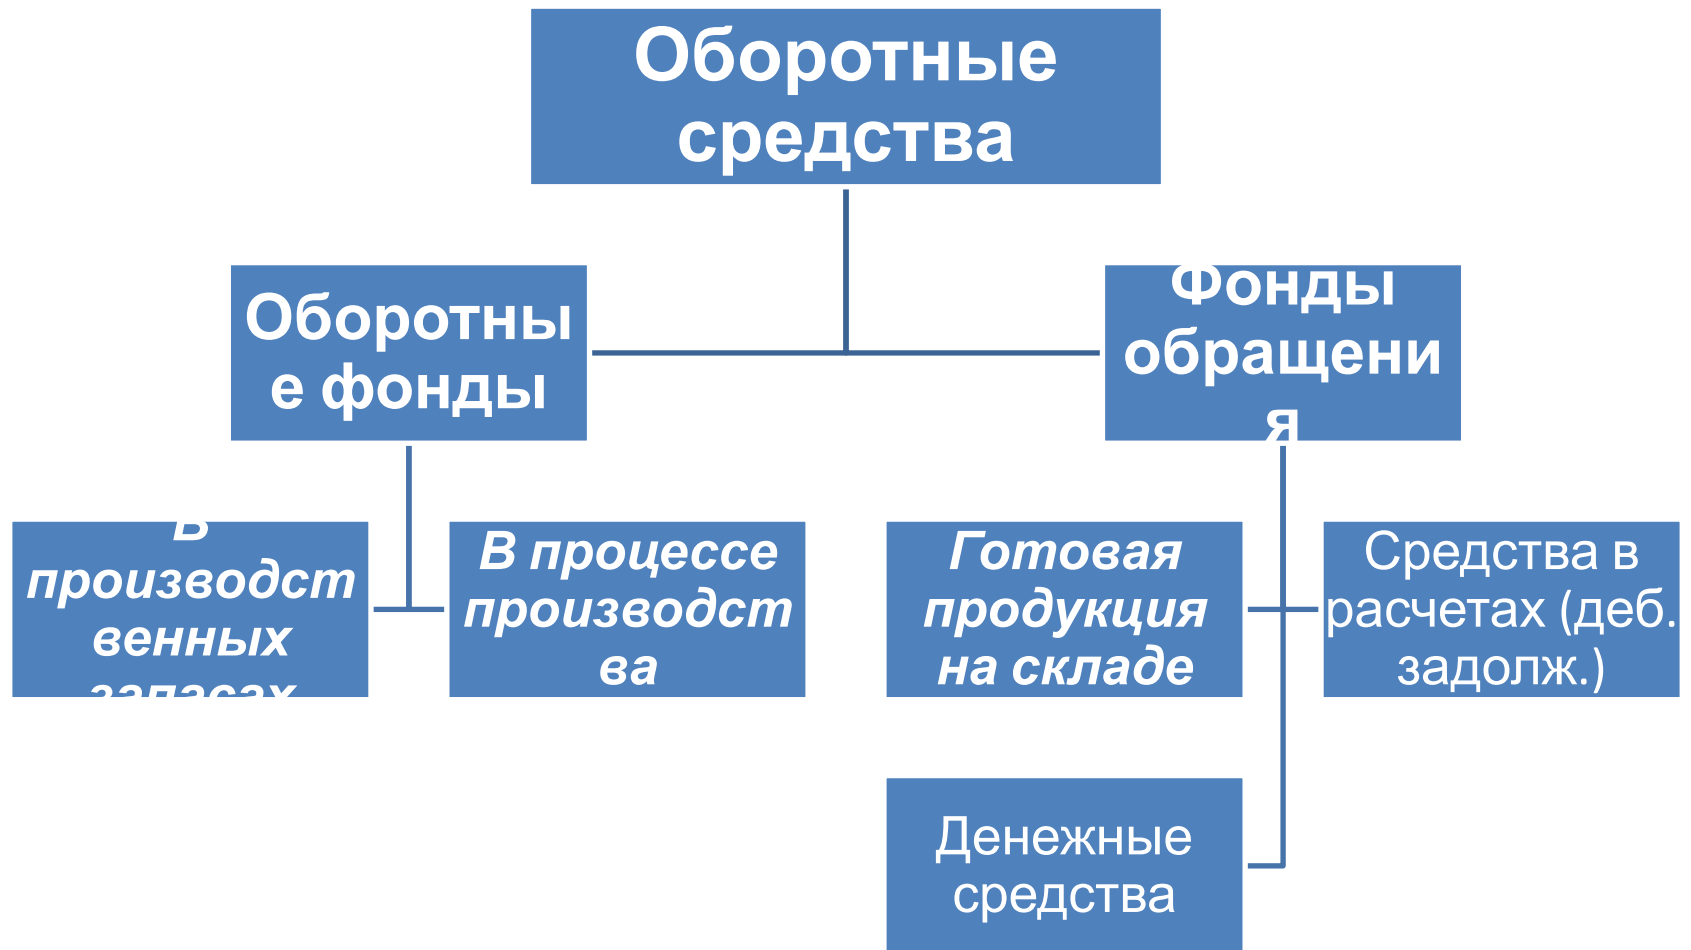 Оборотные
средства
Оборотны
е фонды
Фонды
обращени
я
В
производст
венных
запасах
В процессе
производст
ва
Готовая
продукция
на складе
Средства в
расчетах (деб.
задолж.)
Денежные
средства